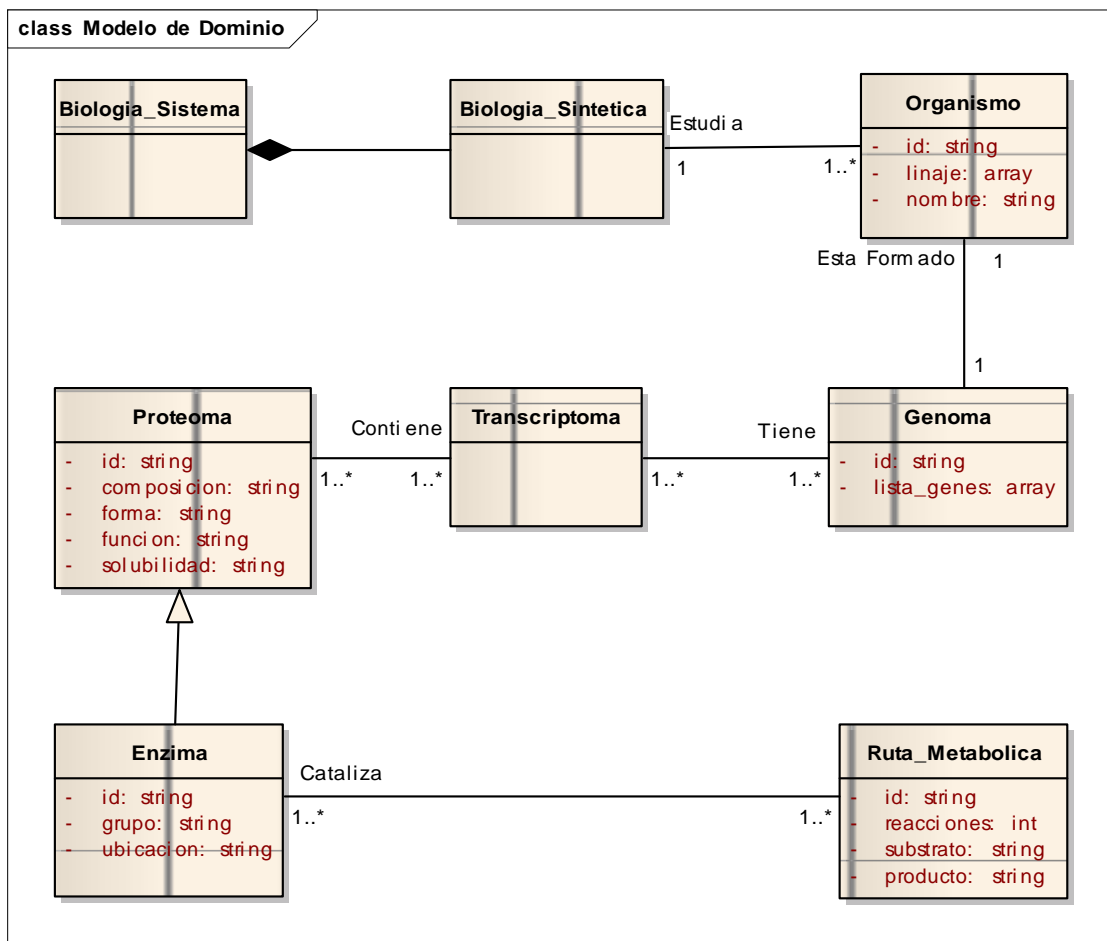 class Modelo de Dominio
Biologia_Sistema
Biologia_Sintetica
Estudia
1
1..*
Organismo
- id: string
- linaje: array
- nombre: string
Esta Formado
1
1
Proteoma
- id: string
- composicion: string
- forma: string
- funcion: string
- solubilidad: string
Contiene
1..*
1..*
Transcriptoma
Tiene
1..*
1..*
Genoma
- id: string
- lista_genes: array
Enzima
- id: string
- grupo: string
- ubicacion: string
Cataliza
1..*
1..*
Ruta_Metabolica
- id: string
- reacciones: int
- substrato: string
- producto: string